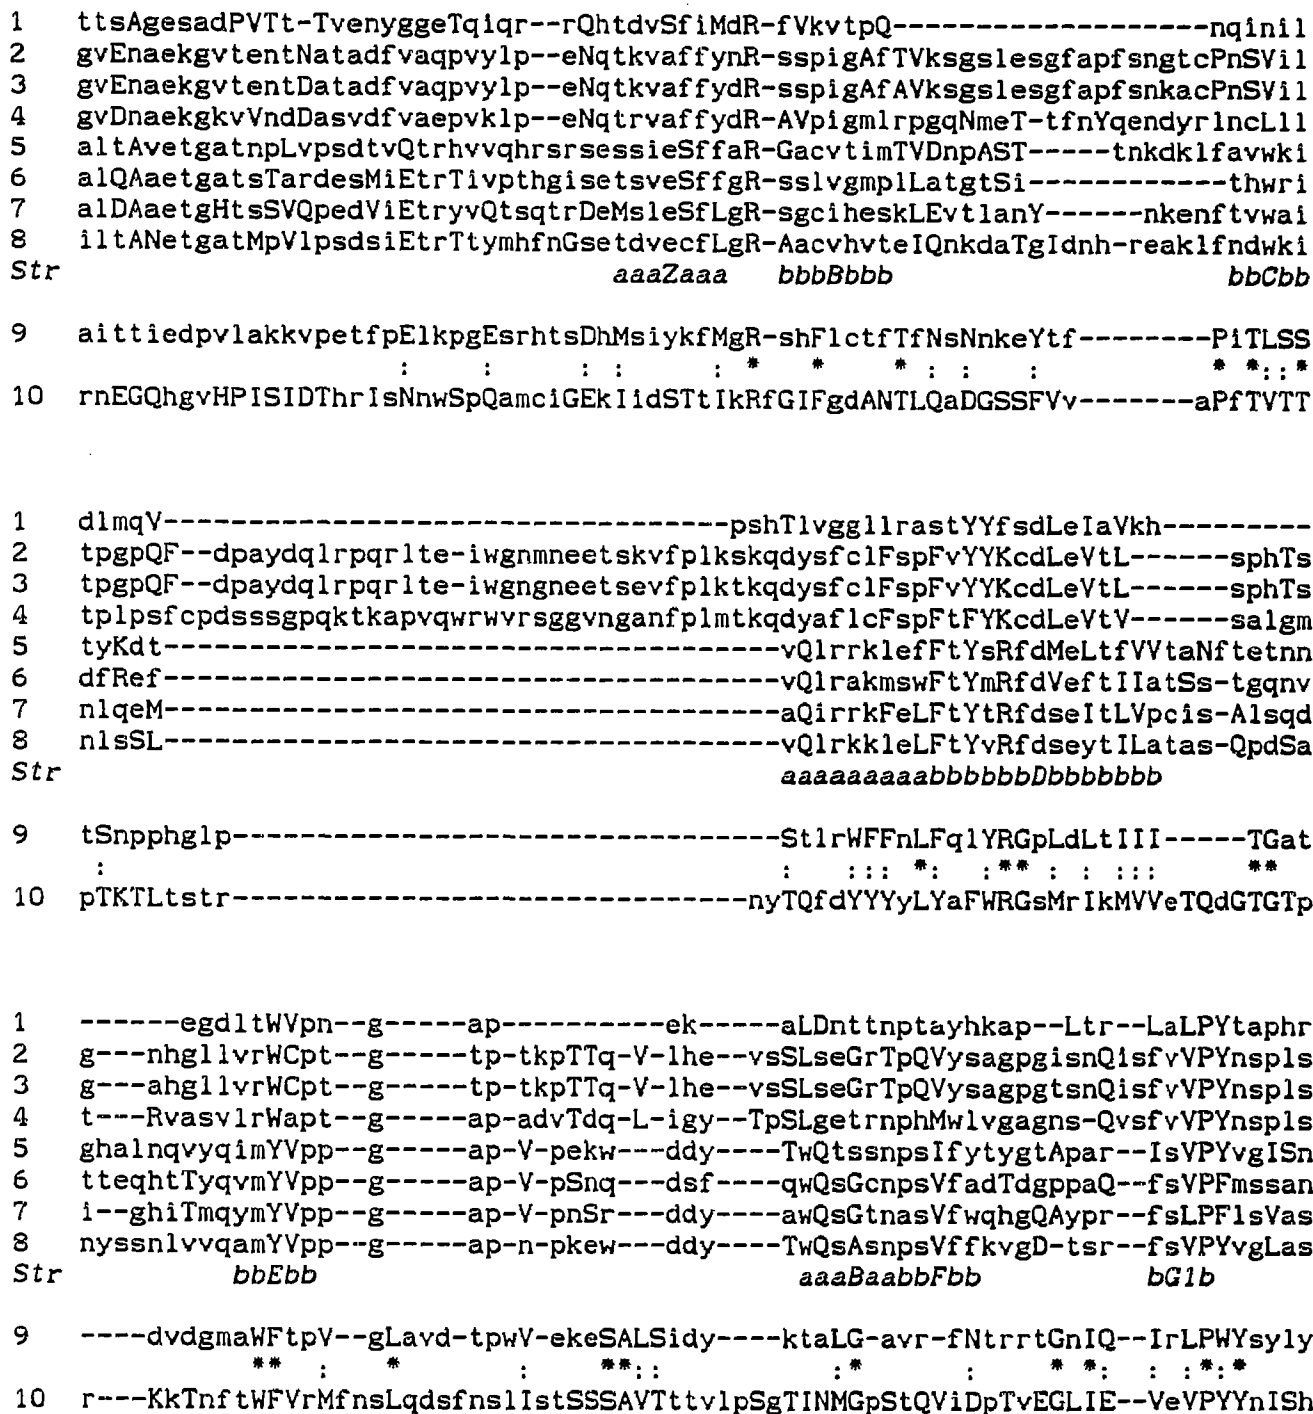 1 ttsAgesadPVTt-TvenyggeTqiqr--rQhtdvSfiMdR-fVkvtpQ-------------------nqinil
2 gvEnaekgvtentNatadfvaqpvylp--eNqtkvaffynR-sspigAfTVksgslesgfapfsngtcPnSVil
3 gvEnaekgvtentDatadfvaqpvylp--eNqtkvaffydR-sspigAfAVksgslesgfapfsnkacPnSVil
4 gvDnaekgkvVndDasvdfvaepvklp--eNqtrvaffydR-AVpigmlrpgqNmeT-tfnYqendyrlncLll
5 altAvetgatnpLvpsdtvQtrhvvqhrsrsessieSffaR-GacvtimTVDnpAST-----tnkdklfavwki
6 alQAaetgatsTardesMiEtrTivpthgisetsveSffgR-sslvgmplLatgtSi------------thwri
7 alDAaetgHtsSVQpedViEtryvQtsqtrDeMsleSfLgR-sgciheskLEvtlanY------nkenftvwai
8 iltANetgatMpVlpsdsiEtrTtymhfnGsetdvecfLgR-AacvhvteIQnkdaTgIdnh-reaklfndwki
Str aaaZaaa bbbBbbb bbCbb
9 aittiedpvlakkvpetfpElkpgEsrhtsDhMsiykfMgR-shFlctfTfNsNnkeYtf--------PiTLSS
: : : : : * * * : : : * *::*
10 rnEGQhgvHPISIDThrIsNnwSpQamciGEkIidSTtIkRfGIFgdANTLQaDGSSFVv-------aPfTVTT
1 dlmqV----------------------------------pshTlvggllrastYYfsdLeIaVkh---------
2 tpgpQF--dpaydqlrpqrlte-iwgnmneetskvfplkskqdysfclFspFvYYKcdLeVtL------sphTs
3 tpgpQF--dpaydqlrpqrlte-iwgngneetsevfplktkqdysfclFspFvYYKcdLeVtL------sphTs
4 tplpsfcpdsssgpqktkapvqwrwvrsggvnganfplmtkqdyaflcFspFtFYKcdLeVtV------salgm
5 tyKdt-------------------------------------vQlrrklefFtYsRfdMeLtfVVtaNftetnn
6 dfRef-------------------------------------vQlrakmswFtYmRfdVeftIIatSs-tgqnv
7 nlqeM-------------------------------------aQirrkFeLFtYtRfdseItLVpcis-Alsqd
8 nlsSL-------------------------------------vQlrkkleLFtYvRfdseytILatas-QpdSa
Str aaaaaaaaabbbbbbDbbbbbbb
9 tSnpphglp---------------------------------StlrWFFnLFqlYRGpLdLtIII-----TGat
: : ::: *: :** : : ::: **
10 pTKTLtstr-------------------------------nyTQfdYYYyLYaFWRGsMrIkMVVeTQdGTGTp
1 ------egdltWVpn--g-----ap----------ek-----aLDnttnptayhkap--Ltr--LaLPYtaphr
2 g---nhgllvrWCpt--g-----tp-tkpTTq-V-lhe--vsSLseGrTpQVysagpgisnQisfvVPYnspls
3 g---ahgllvrWCpt--g-----tp-tkpTTq-V-lhe--vsSLseGrTpQVysagpgtsnQisfvVPYnspls
4 t---Rvasvlrwapt--g-----ap-advTdq-L-igy--TpSLgetrnphMwlvgagns-QvsfvVPYnspls
5 ghalnqvyqimYVpp--g-----ap-V-pekw---ddy---TwQtssnpsIfytygtApar--IsVPYvgISn
6 tteqhtTyqvmYVpp--g-----ap-V-pSnq---dsf---qwQsGcnpsVfadTdgppaQ--fsVPFmssan
7 i--ghiTmqymYVpp--g-----ap-V-pnSr---ddy---awQsGtnasVfwqhgQAypr--fsLPFlsVas
8 nyssnlvvqamYVpp--g-----ap-n-pkew---ddy---TwQsAsnpsVffkvgD-tsr--fsVPYvgLas
Str bbEbb aaaBaabbFbb bG1b
9 ----dvdgmaWFtpV--gLavd-tpwV-ekeSALSidy----ktaLG-avr-fNtrrtGnIQ--IrLPWYsyly
** : * : **:: :* : * *: : :*:*
10 r---KkTnftWFVrMfnsLqdsfnslIstSSSAVTttvlpSgTINMGpStQViDpTvEGLIE--VeVPYYnISh